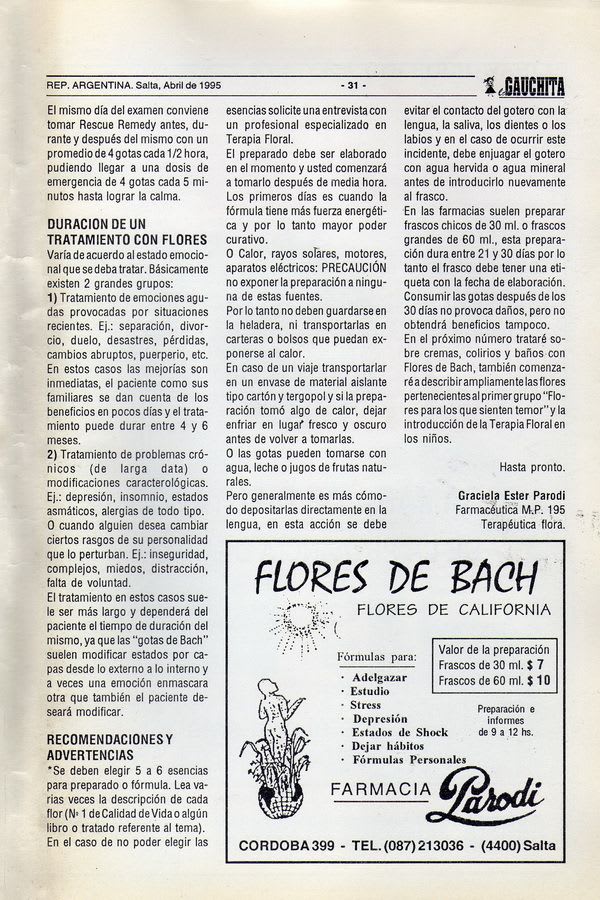 REP. ARGENTINA. Salta, Abril de 1995
- 31 -
el GAUCHITA
El mismo día del examen conviene
tomar Rescue Remedy antes, du-
rante y después del mismo con un
promedio de 4 gotas cada 1/2 hora,
pudiendo llegar a una dosis de
emergencia de 4 gotas cada 5 mi-
nutos hasta lograr la calma.
DURACION DE UN
TRATAMIENTO CON FLORES
Varía de acuerdo al estado emocio-
nal que se deba tratar. Básicamente
existen 2 grandes grupos:
1) Tratamiento de emociones agu-
das provocadas por situaciones
recientes. Ej.: separación, divor-
cio, duelo, desastres, pérdidas,
cambios abruptos, puerperio, etc.
En estos casos las mejorías son
inmediatas, el paciente como sus
familiares se dan cuenta de los
beneficios en pocos días y el trata-
miento puede durar entre 4 y 6
meses.
2) Tratamiento de problemas cró-
nicos (de larga data) o
modificaciones caracterológicas.
Ej.: depresión, insomnio, estados
asmáticos, alergias de todo tipo.
O cuando alguien desea cambiar
ciertos rasgos de su personalidad
que lo perturban. Ej.: inseguridad,
complejos, miedos, distracción,
falta de voluntad.
El tratamiento en estos casos sue-
le ser más largo y dependerá del
paciente el tiempo de duración del
mismo, ya que las "gotas de Bach"
suelen modificar estados por ca-
pas desde lo externo a lo interno y
a veces una emoción enmascara
otra que también el paciente de-
seará modificar.
RECOMENDACIONES Y
ADVERTENCIAS
*Se deben elegir 5 a 6 esencias
para preparado o fórmula. Lea va-
rias veces la descripción de cada
flor (Nº 1 de Calidad de Vida o algún
libro o tratado referente al tema).
En el caso de no poder elegir las
esencias solicite una entrevista con
un profesional especializado en
Terapia Floral.
El preparado debe ser elaborado
en el momento y usted comenzará
a tomarlo después de media hora.
Los primeros días es cuando la
fórmula tiene más fuerza energéti-
ca y por lo tanto mayor poder
curativo.
O Calor, rayos solares, motores,
aparatos eléctricos: PRECAUCIÓN
no exponer la preparación a ningu-
na de estas fuentes.
Por lo tanto no deben guardarse en
la heladera, ni transportarlas en
carteras o bolsos que puedan ex-
ponerse al calor.
En caso de un viaje transportarlar
en un envase de material aislante
tipo cartón y tergopol y si la prepa-
ración tomó algo de calor, dejar
enfriar en lugar fresco y oscuro
antes de volver a tomarlas.
O las gotas pueden tomarse con
agua, leche o jugos de frutas natu-
rales.
Pero generalmente es más cómo-
do depositarlas directamente en la
lengua, en esta acción se debe
evitar el contacto del gotero con la
lengua, la saliva, los dientes o los
labios y en el caso de ocurrir este
incidente, debe enjuagar el gotero
con agua hervida o agua mineral
antes de introducirlo nuevamente
al frasco.
En las farmacias suelen preparar
frascos chicos de 30 ml. o frascos
grandes de 60 ml., esta prepara-
ción dura entre 21 y 30 días por lo
tanto el frasco debe tener una eti-
queta con la fecha de elaboración.
Consumir las gotas después de los
30 días no provoca daños, pero no
obtendrá beneficios tampoco.
En el próximo número trataré so-
bre cremas, colirios y baños con
Flores de Bach, también comenza-
ré a describir ampliamente las flores
pertenecientes al primer grupo "Flo-
res para los que sienten temor" y la
introducción de la Terapia Floral en
los niños.
Hasta pronto.
Graciela Ester Parodi
Farmacéutica M.P. 195
Terapéutica flora.
FLORES DE BACH
FLORES DE CALIFORNIA
Fórmulas para:
· Adelgazar
· Estudio
· Stress
· Depresión
· Estados de Shock
· Dejar hábitos
· Fórmulas Personales
Valor de la preparación
Frascos de 30 ml. $ 7
Frascos de 60 ml. $ 10
Preparación e
informes
de 9 a 12 hs.
FARMACIA Parodi
CORDOBA 399 - TEL. (087) 213036 - (4400) Salta